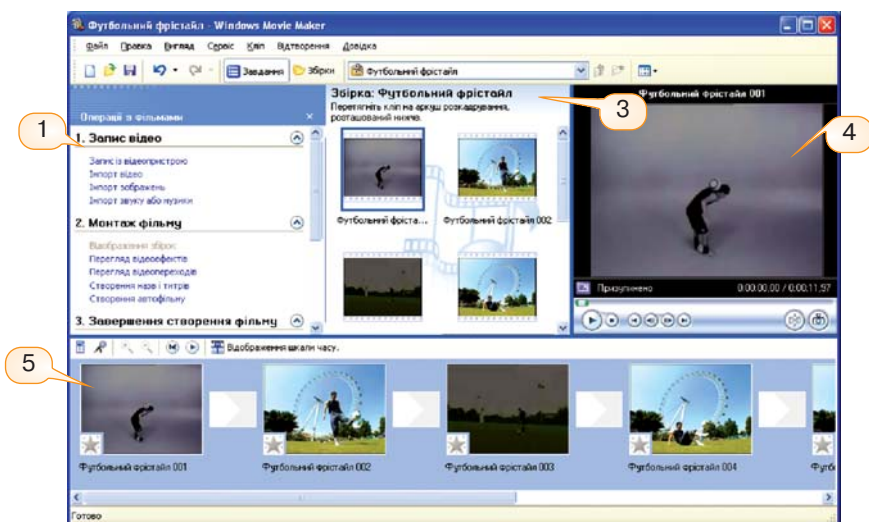 Футбольний фрістайл - Windows Movie Maker
Файл Правка Вигляд Сервіс Кліп Відтворення Довідка
Завдання Збірки Футбольний фрістайл
Операції з фільмами
1. Запис відео
Запис із відеопристрою
Імпорт відео
Імпорт зображень
Імпорт звуку або музики
2. Монтаж фільму
Відображення збірок
Перегляд відеоефектів
Перегляд відеопереходів
Створення назв і титрів
Створення автофільму
3. Завершення створення фільму
Збірка: Футбольний фрістайл
Перетягніть кліп на аркуш розкадрування,
розташований нижче.
Футбольний фріста...
Футбольний фрістайл 002
Футбольний фрістайл 001
Призупинено
0:00:00,00 / 0:00:11,97
1
3
4
5
Відображення шкали часу.
Футбольний фрістайл 001
Футбольний фрістайл 002
Футбольний фрістайл 003
Футбольний фрістайл 004
Футб
Готово